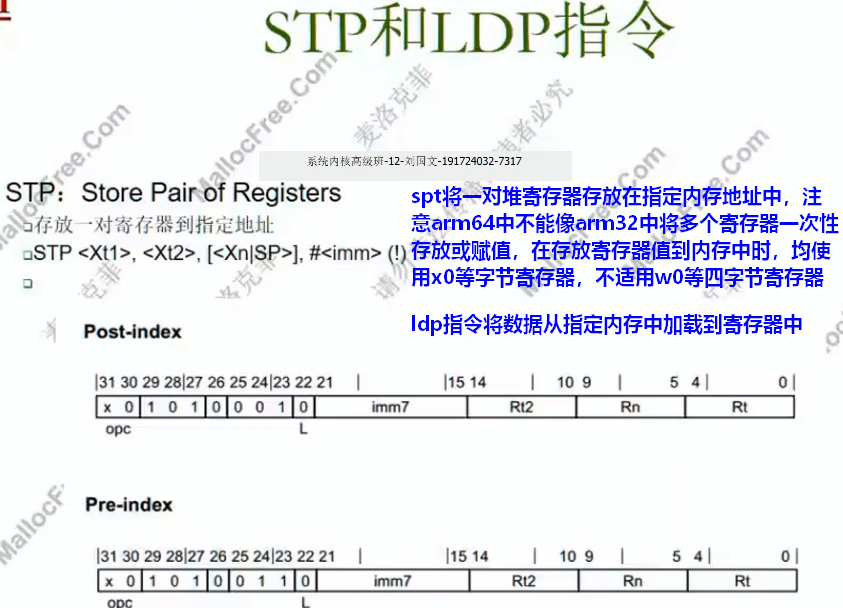 STP和LDP指令
MallocFree.Com
麦洛克菲
系统内核高级班-12-刘国文-191724032-7317
STP：Store Pair of Registers
存放一对寄存器到指定地址
STP <Xt1>, <Xt2>, [<Xn|SP>], #<imm> (!)
spt将一对堆寄存器存放在指定内存地址中，注
意arm64中不能像arm32中将多个寄存器一次性
存放或赋值，在存放寄存器值到内存中时，均使
用x0等字节寄存器，不适用w0等四字节寄存器
ldp指令将数据从指定内存中加载到寄存器中
Post-index
|31 30 29 28|27 26 25 24|23 22 21 | |15 14 | 10 9 | 5 4| 0|
x 0 1 0 1 0 0 0 1 0 imm7 Rt2 Rn Rt
opc L
Pre-index
|31 30 29 28|27 26 25 24|23 22 21 | |15 14 | 10 9 | 5 4| 0|
x 0 1 0 1 0 0 1 1 0 imm7 Rt2 Rn Rt
opc L